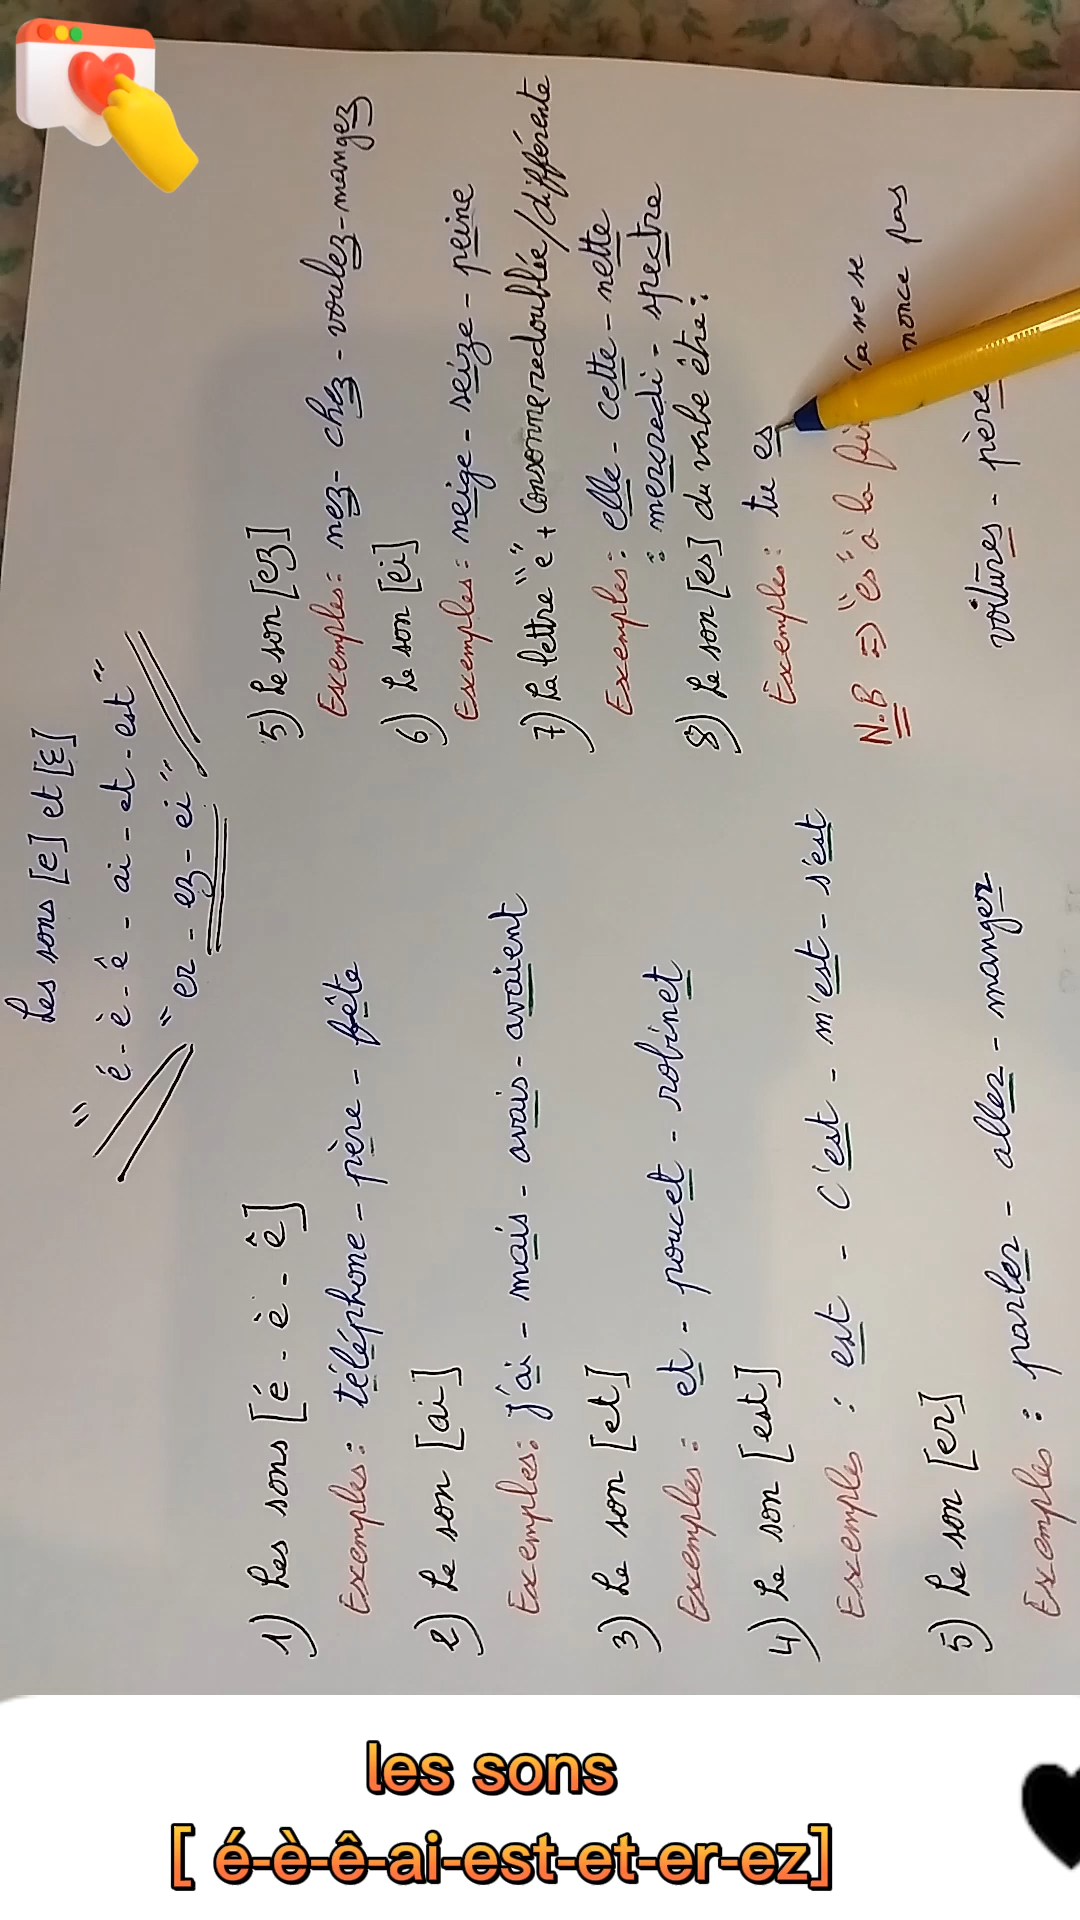 Les sons [e] et [ɛ]
" é - è - ê - ai - et - est "
" er - ez - ei "
1) Les sons [é - è - ê]
Exemples : téléphone - père - fête
2) Le son [ai]
Exemples : j'ai - mais - avais - avaient
3) Le son [et]
Exemples : et - poucet - robinet
4) Le son [est]
Exemples : est - c'est - m'est - s'est
5) Le son [er]
Exemples : parler - aller - manger
5) Le son [ez]
Exemples : nez - chez - voulez - mangez
6) Le son [ei]
Exemples : neige - seize - peine
7) La lettre "e" + consonne redoublée/différente
Exemples : elle - cette - nette
: mercredi - spectre
8) Le son [es] du verbe être :
Exemples : tu es
N.B => "es" à la fin ne se
nonce pas
voitures - père
les sons
[ é-è-ê-ai-est-et-er-ez]